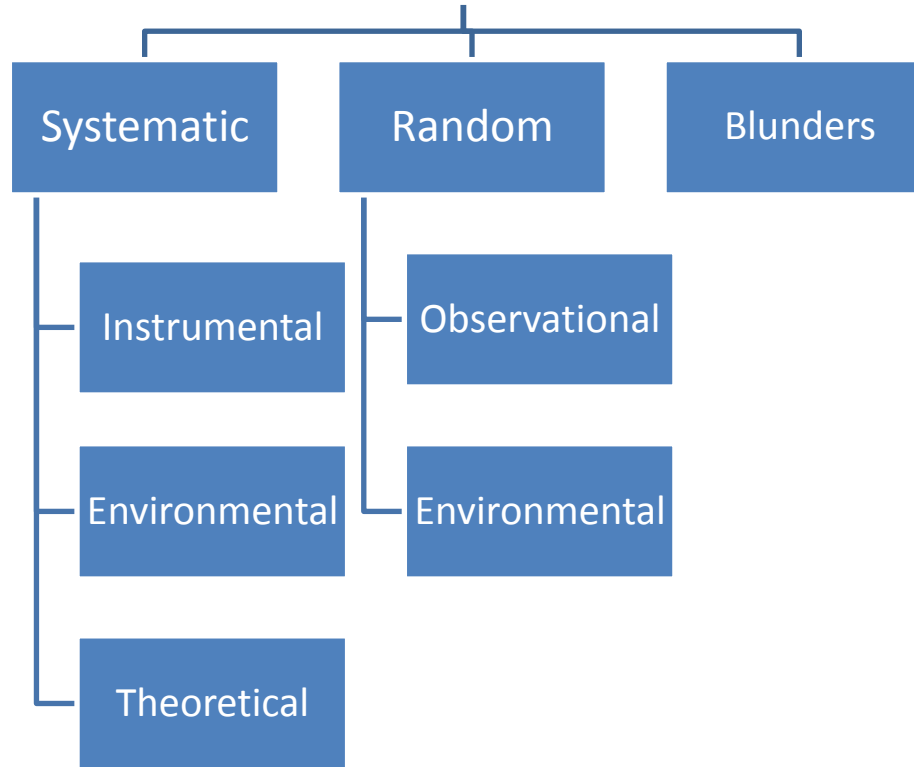 Systematic
Random
Blunders
Instrumental
Observational
Environmental
Environmental
Theoretical